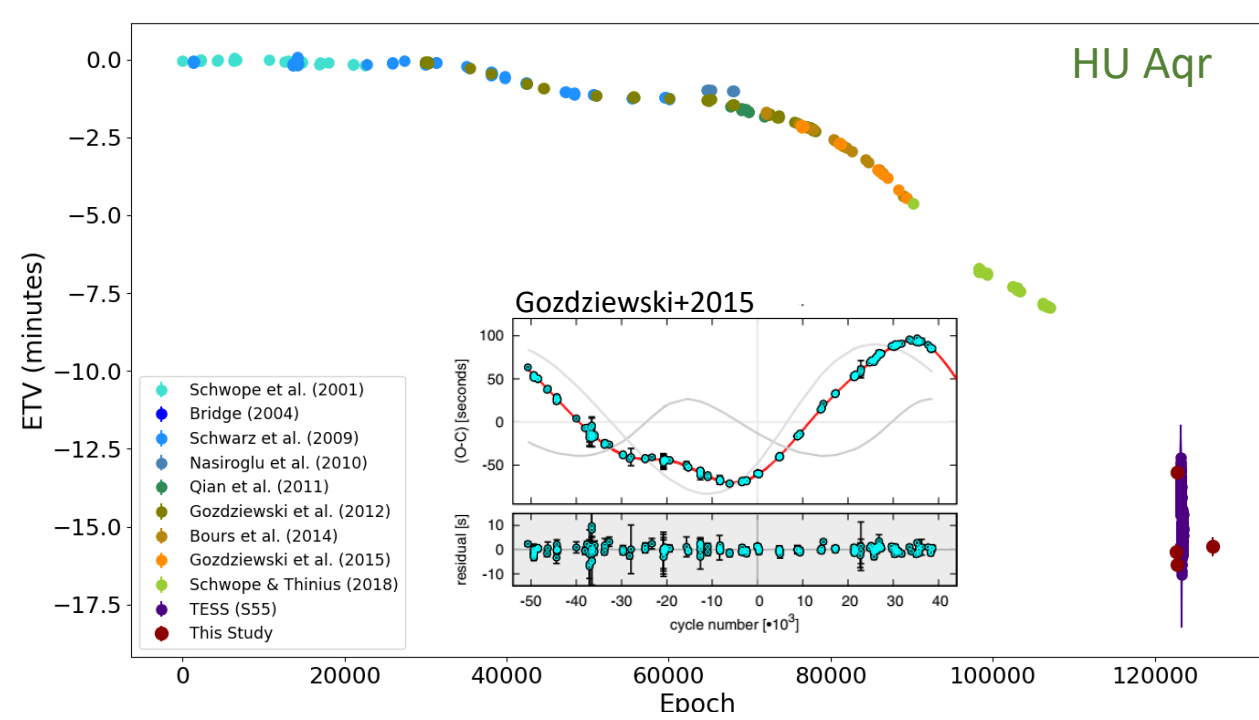 HU Aqr
0.0
−2.5
−5.0
−7.5
−10.0
−12.5
−15.0
−17.5
ETV (minutes)
Gozdziewski+2015
100
50
0
-50
(O-C) [seconds]
10
0
-10
residual [s]
-50 -40 -30 -20 -10 0 10 20 30 40
cycle number [•10³]
Schwope et al. (2001)
Bridge (2004)
Schwarz et al. (2009)
Nasiroglu et al. (2010)
Qian et al. (2011)
Gozdziewski et al. (2012)
Bours et al. (2014)
Gozdziewski et al. (2015)
Schwope & Thinius (2018)
TESS (S55)
This Study
0 20000 40000 60000 80000 100000 120000
Epoch